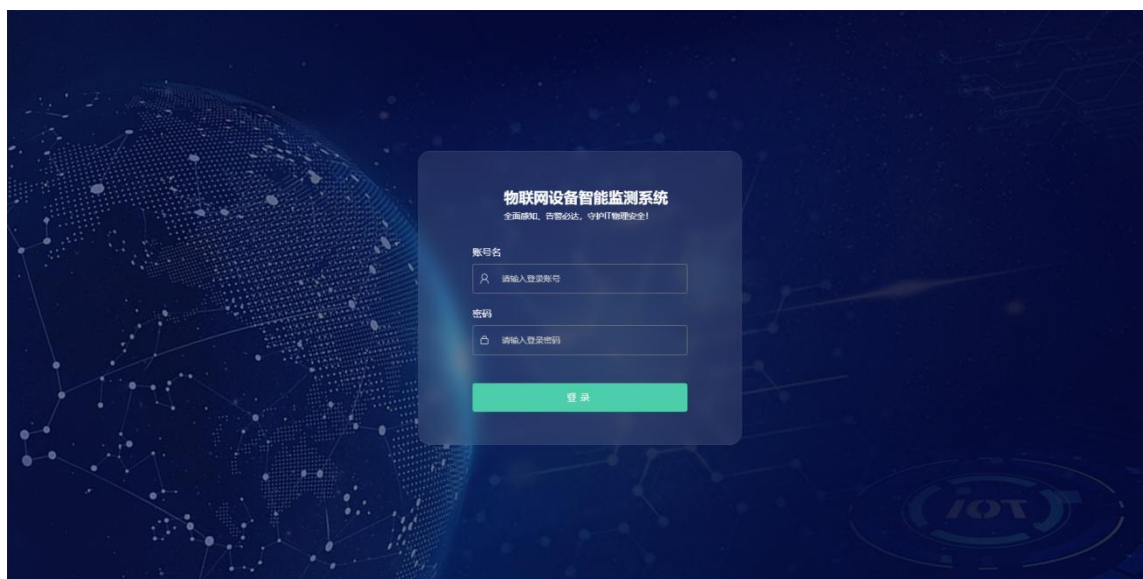 物联网设备智能监测系统
全面感知、告警必达，守护IT物理安全！
账号名
请输入登录账号
密码
请输入登录密码
登录
IOT